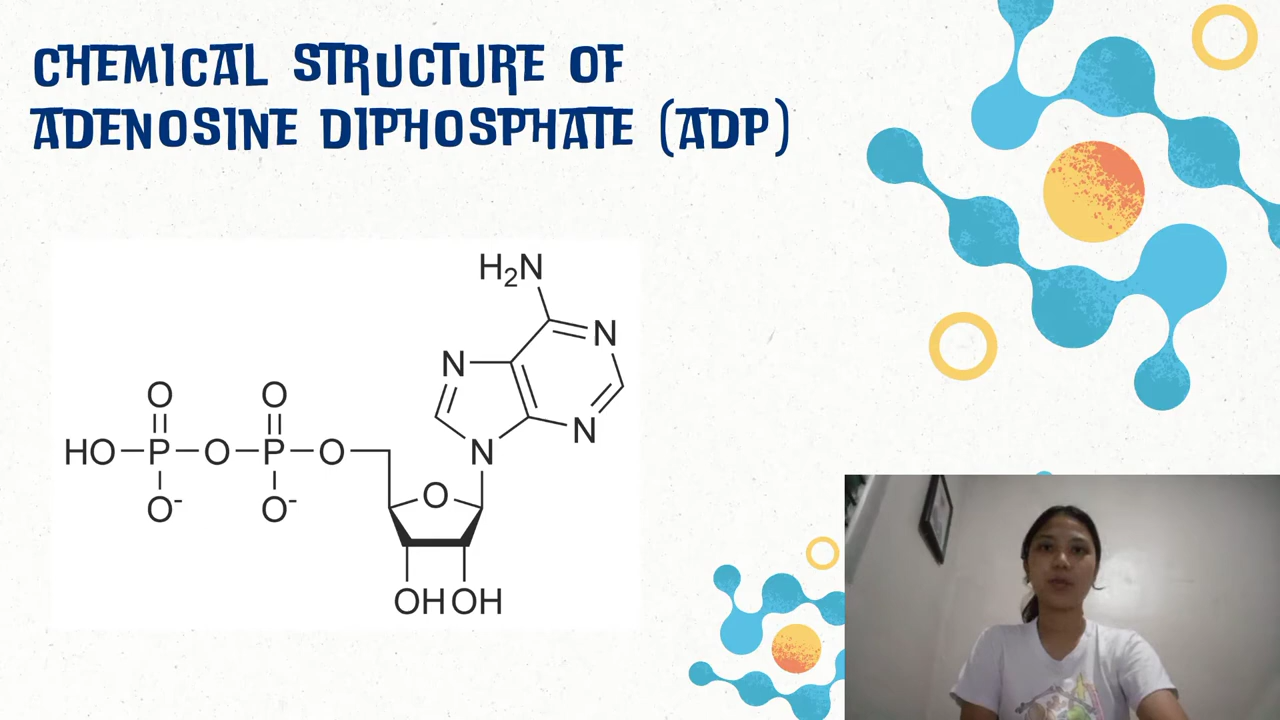 CHEMICAL STRUCTURE OF
ADENOSINE DIPHOSPHATE (ADP)
H₂N
N
N
O O
HO P O P O N N
O⁻ O⁻ O
OH OH